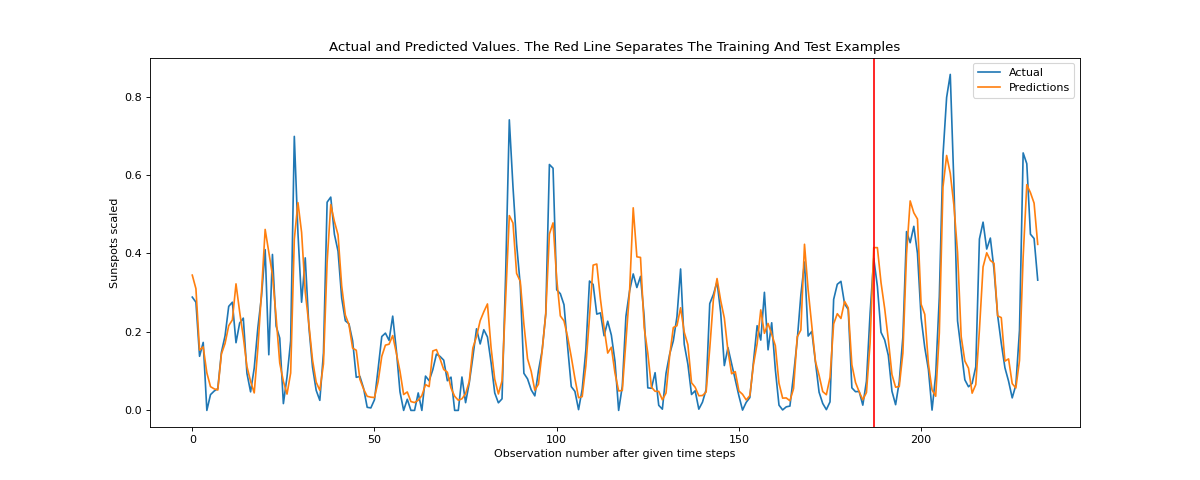 Actual and Predicted Values. The Red Line Separates The Training And Test Examples
Actual
Predictions
0.8
0.6
0.4
0.2
0.0
Sunspots scaled
0 50 100 150 200
Observation number after given time steps